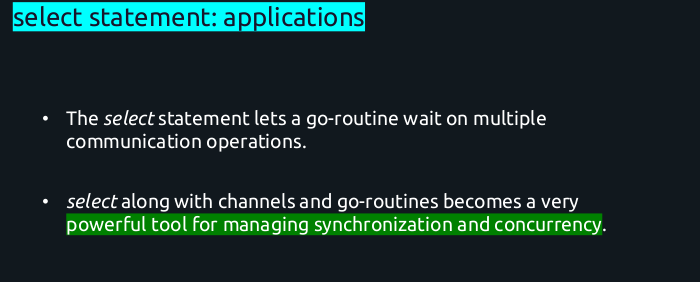 select statement: applications
• The select statement lets a go-routine wait on multiple
communication operations.
• select along with channels and go-routines becomes a very
powerful tool for managing synchronization and concurrency.